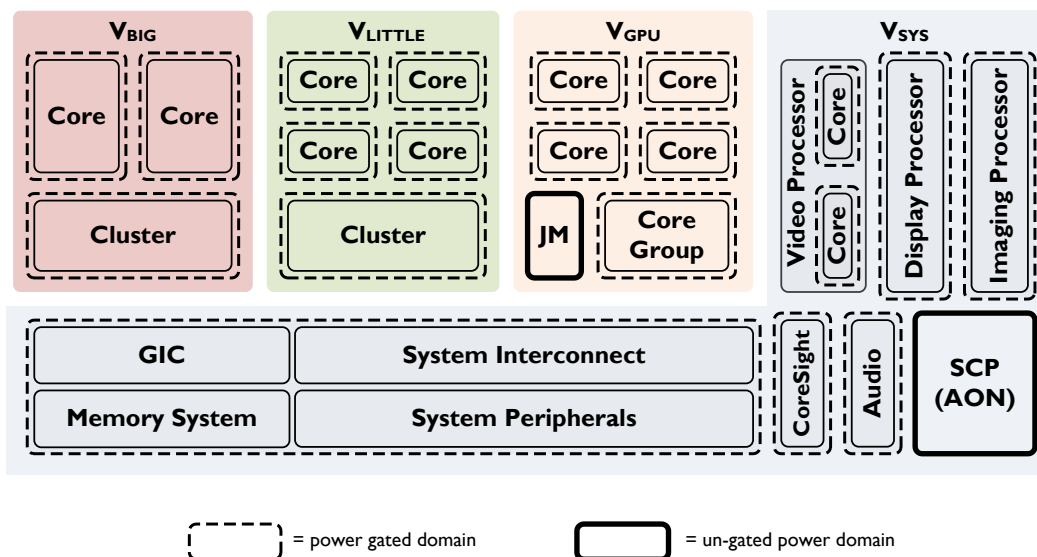 VBIG
VLITTLE
VGPU
VSYS
Core
Core
Cluster
Core
Core
Core
Core
Cluster
Core
Core
Core
Core
JM
Core
Group
Video Processor
Core
Core
Display Processor
Imaging Processor
GIC
System Interconnect
Memory System
System Peripherals
CoreSight
Audio
SCP
(AON)
= power gated domain
= un-gated power domain